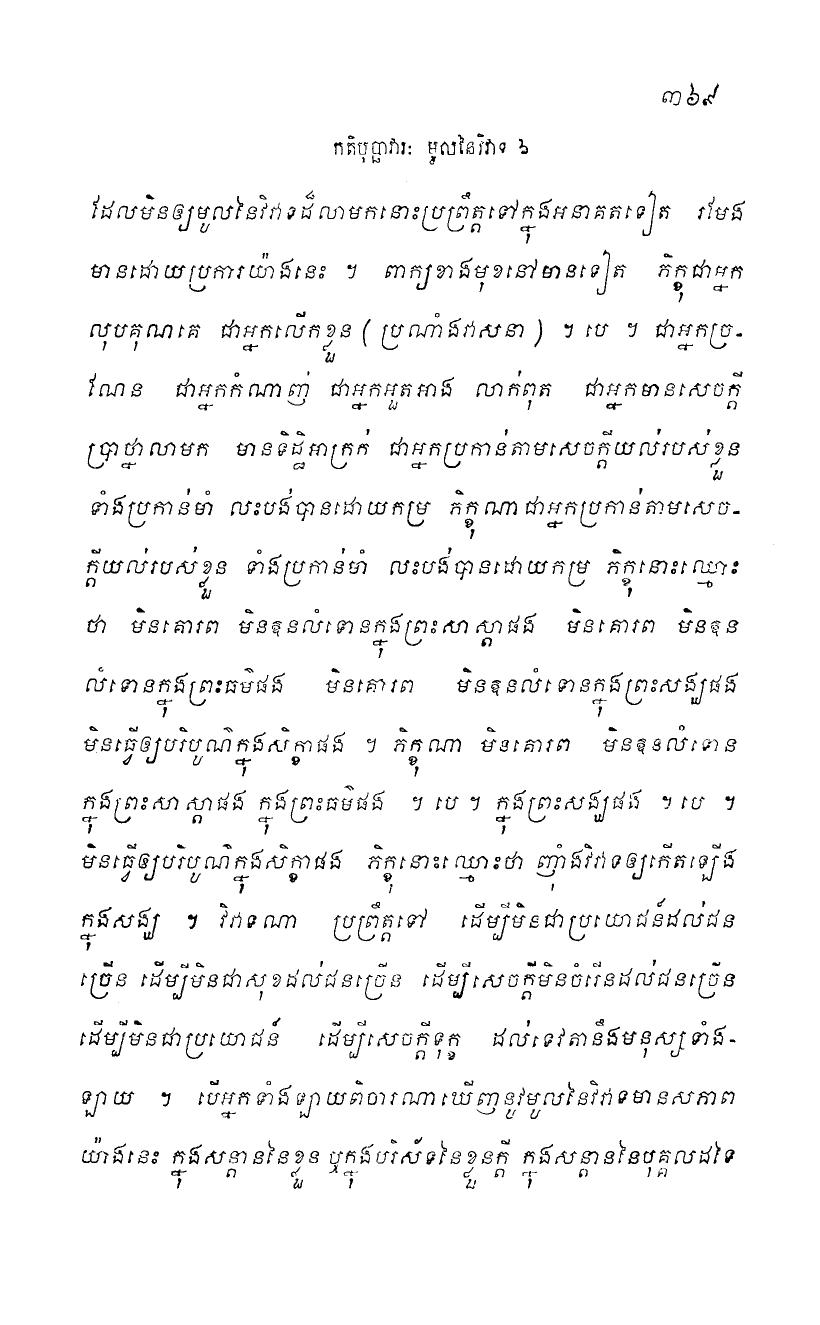 ៣៦៩
កតិបុច្ឆាវារៈ មូលនៃវិវាទ ៦
ដែលមិនឲ្យមូលនៃវិវាទដ៏លាមកនោះប្រព្រឹត្តទៅក្នុងអនាគតទៀត រមែង
មានដោយប្រការយ៉ាងនេះ ។ ពាក្យខាងមុខនៅមានទៀត ភិក្ខុជាអ្នក
លុបគុណគេ ជាអ្នកលើកខ្លួន (ប្រណាំងវាសនា) ។ បេ ។ ជាអ្នកច្រ-
ណែន ជាអ្នកកំណាញ់ ជាអ្នកអួតអាង លាក់ពុត ជាអ្នកមានសេចក្តី
ប្រាថ្នាលាមក មានទិដ្ឋិអាក្រក់ ជាអ្នកប្រកាន់តាមសេចក្តីយល់របស់ខ្លួន
ទាំងប្រកាន់មាំ លះបង់បានដោយកម្រ ភិក្ខុណាជាអ្នកប្រកាន់តាមសេច-
ក្តីយល់របស់ខ្លួន ទាំងប្រកាន់មាំ លះបង់បានដោយកម្រ ភិក្ខុនោះឈ្មោះ
ថា មិនគោរព មិនឱនលំទោនក្នុងព្រះសាស្តាផង មិនគោរព មិនឱន
លំទោនក្នុងព្រះធម៌ផង មិនគោរព មិនឱនលំទោនក្នុងព្រះសង្ឃផង
មិនធ្វើឲ្យបរិបូណ៌ក្នុងសិក្ខាផង ។ ភិក្ខុណា មិនគោរព មិនឱនលំទោន
ក្នុងព្រះសាស្តាផង ក្នុងព្រះធម៌ផង ។ បេ ។ ក្នុងព្រះសង្ឃផង ។ បេ ។
មិនធ្វើឲ្យបរិបូណ៌ក្នុងសិក្ខាផង ភិក្ខុនោះឈ្មោះថា ញុំាងវិវាទឲ្យកើតឡើង
ក្នុងសង្ឃ ។ វិវាទណា ប្រព្រឹត្តទៅ ដើម្បីមិនជាប្រយោជន៍ដល់ជន
ច្រើន ដើម្បីមិនជាសុខដល់ជនច្រើន ដើម្បីសេចក្តីមិនចំរើនដល់ជនច្រើន
ដើម្បីមិនជាប្រយោជន៍ ដើម្បីសេចក្តីទុក្ខ ដល់ទេវតានឹងមនុស្សទាំង-
ឡាយ ។ បើអ្នកទាំងឡាយពិចារណាឃើញនូវមូលនៃវិវាទមានសភាព
យ៉ាងនេះ ក្នុងសន្តាននៃខ្លួន ឬក្នុងបរិស័ទនៃខ្លួនក្តី ក្នុងសន្តាននៃបុគ្គលដទៃ